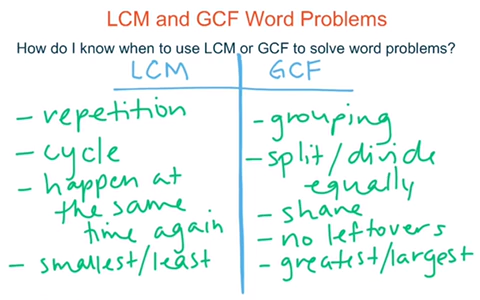 LCM and GCF Word Problems
How do I know when to use LCM or GCF to solve word problems?
LCM
- repetition
- cycle
- happen at
the same
time again
- smallest/least
GCF
- grouping
- split/divide
equally
- share
- no leftovers
- greatest/largest